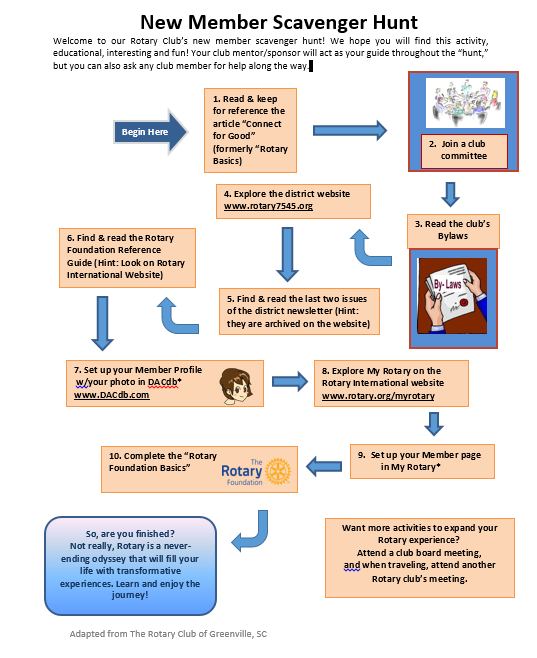 New Member Scavenger Hunt
Welcome to our Rotary Club's new member scavenger hunt! We hope you will find this activity,
educational, interesting and fun! Your club mentor/sponsor will act as your guide throughout the "hunt,"
but you can also ask any club member for help along the way.
Begin Here
1. Read & keep
for reference the
article "Connect
for Good"
(formerly "Rotary
Basics)
2. Join a club
committee
3. Read the club's
Bylaws
By-Laws
4. Explore the district website
www.rotary7545.org
5. Find & read the last two issues
of the district newsletter (Hint:
they are archived on the website)
6. Find & read the Rotary
Foundation Reference
Guide (Hint: Look on Rotary
International Website)
7. Set up your Member Profile
w/your photo in DACdb*
www.DACdb.com
8. Explore My Rotary on the
Rotary International website
www.rotary.org/myrotary
9. Set up your Member page
in My Rotary*
10. Complete the "Rotary
Foundation Basics"
The
Rotary
Foundation
So, are you finished?
Not really, Rotary is a never-
ending odyssey that will fill your
life with transformative
experiences. Learn and enjoy the
journey!
Want more activities to expand your
Rotary experience?
Attend a club board meeting,
and when traveling, attend another
Rotary club's meeting.
Adapted from The Rotary Club of Greenville, SC